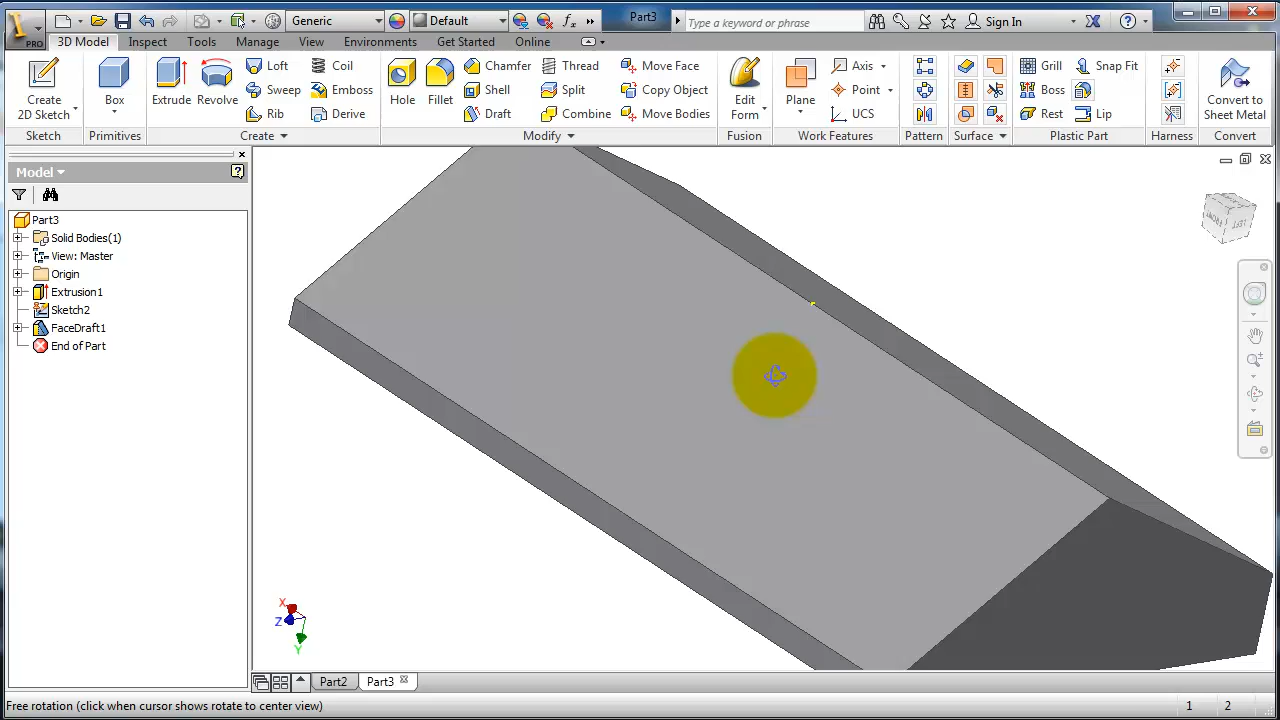 Generic
Default
fx
Part3
Type a keyword or phrase
Sign In
PRO
3D Model Inspect Tools Manage View Environments Get Started Online
Create
2D Sketch
Sketch
Box
Primitives
Extrude
Revolve
Loft
Sweep
Rib
Coil
Emboss
Derive
Create
Hole
Fillet
Chamfer
Shell
Draft
Thread
Split
Combine
Move Face
Copy Object
Move Bodies
Modify
Edit
Form
Fusion
Plane
Axis
Point
UCS
Work Features
Pattern
Surface
Grill
Boss
Rest
Snap Fit
Lip
Plastic Part
Harness
Convert to
Sheet Metal
Convert
Model
Part3
Solid Bodies(1)
View: Master
Origin
Extrusion1
Sketch2
FaceDraft1
End of Part
X
Z
Y
Part2 Part3
Free rotation (click when cursor shows rotate to center view)
1 2